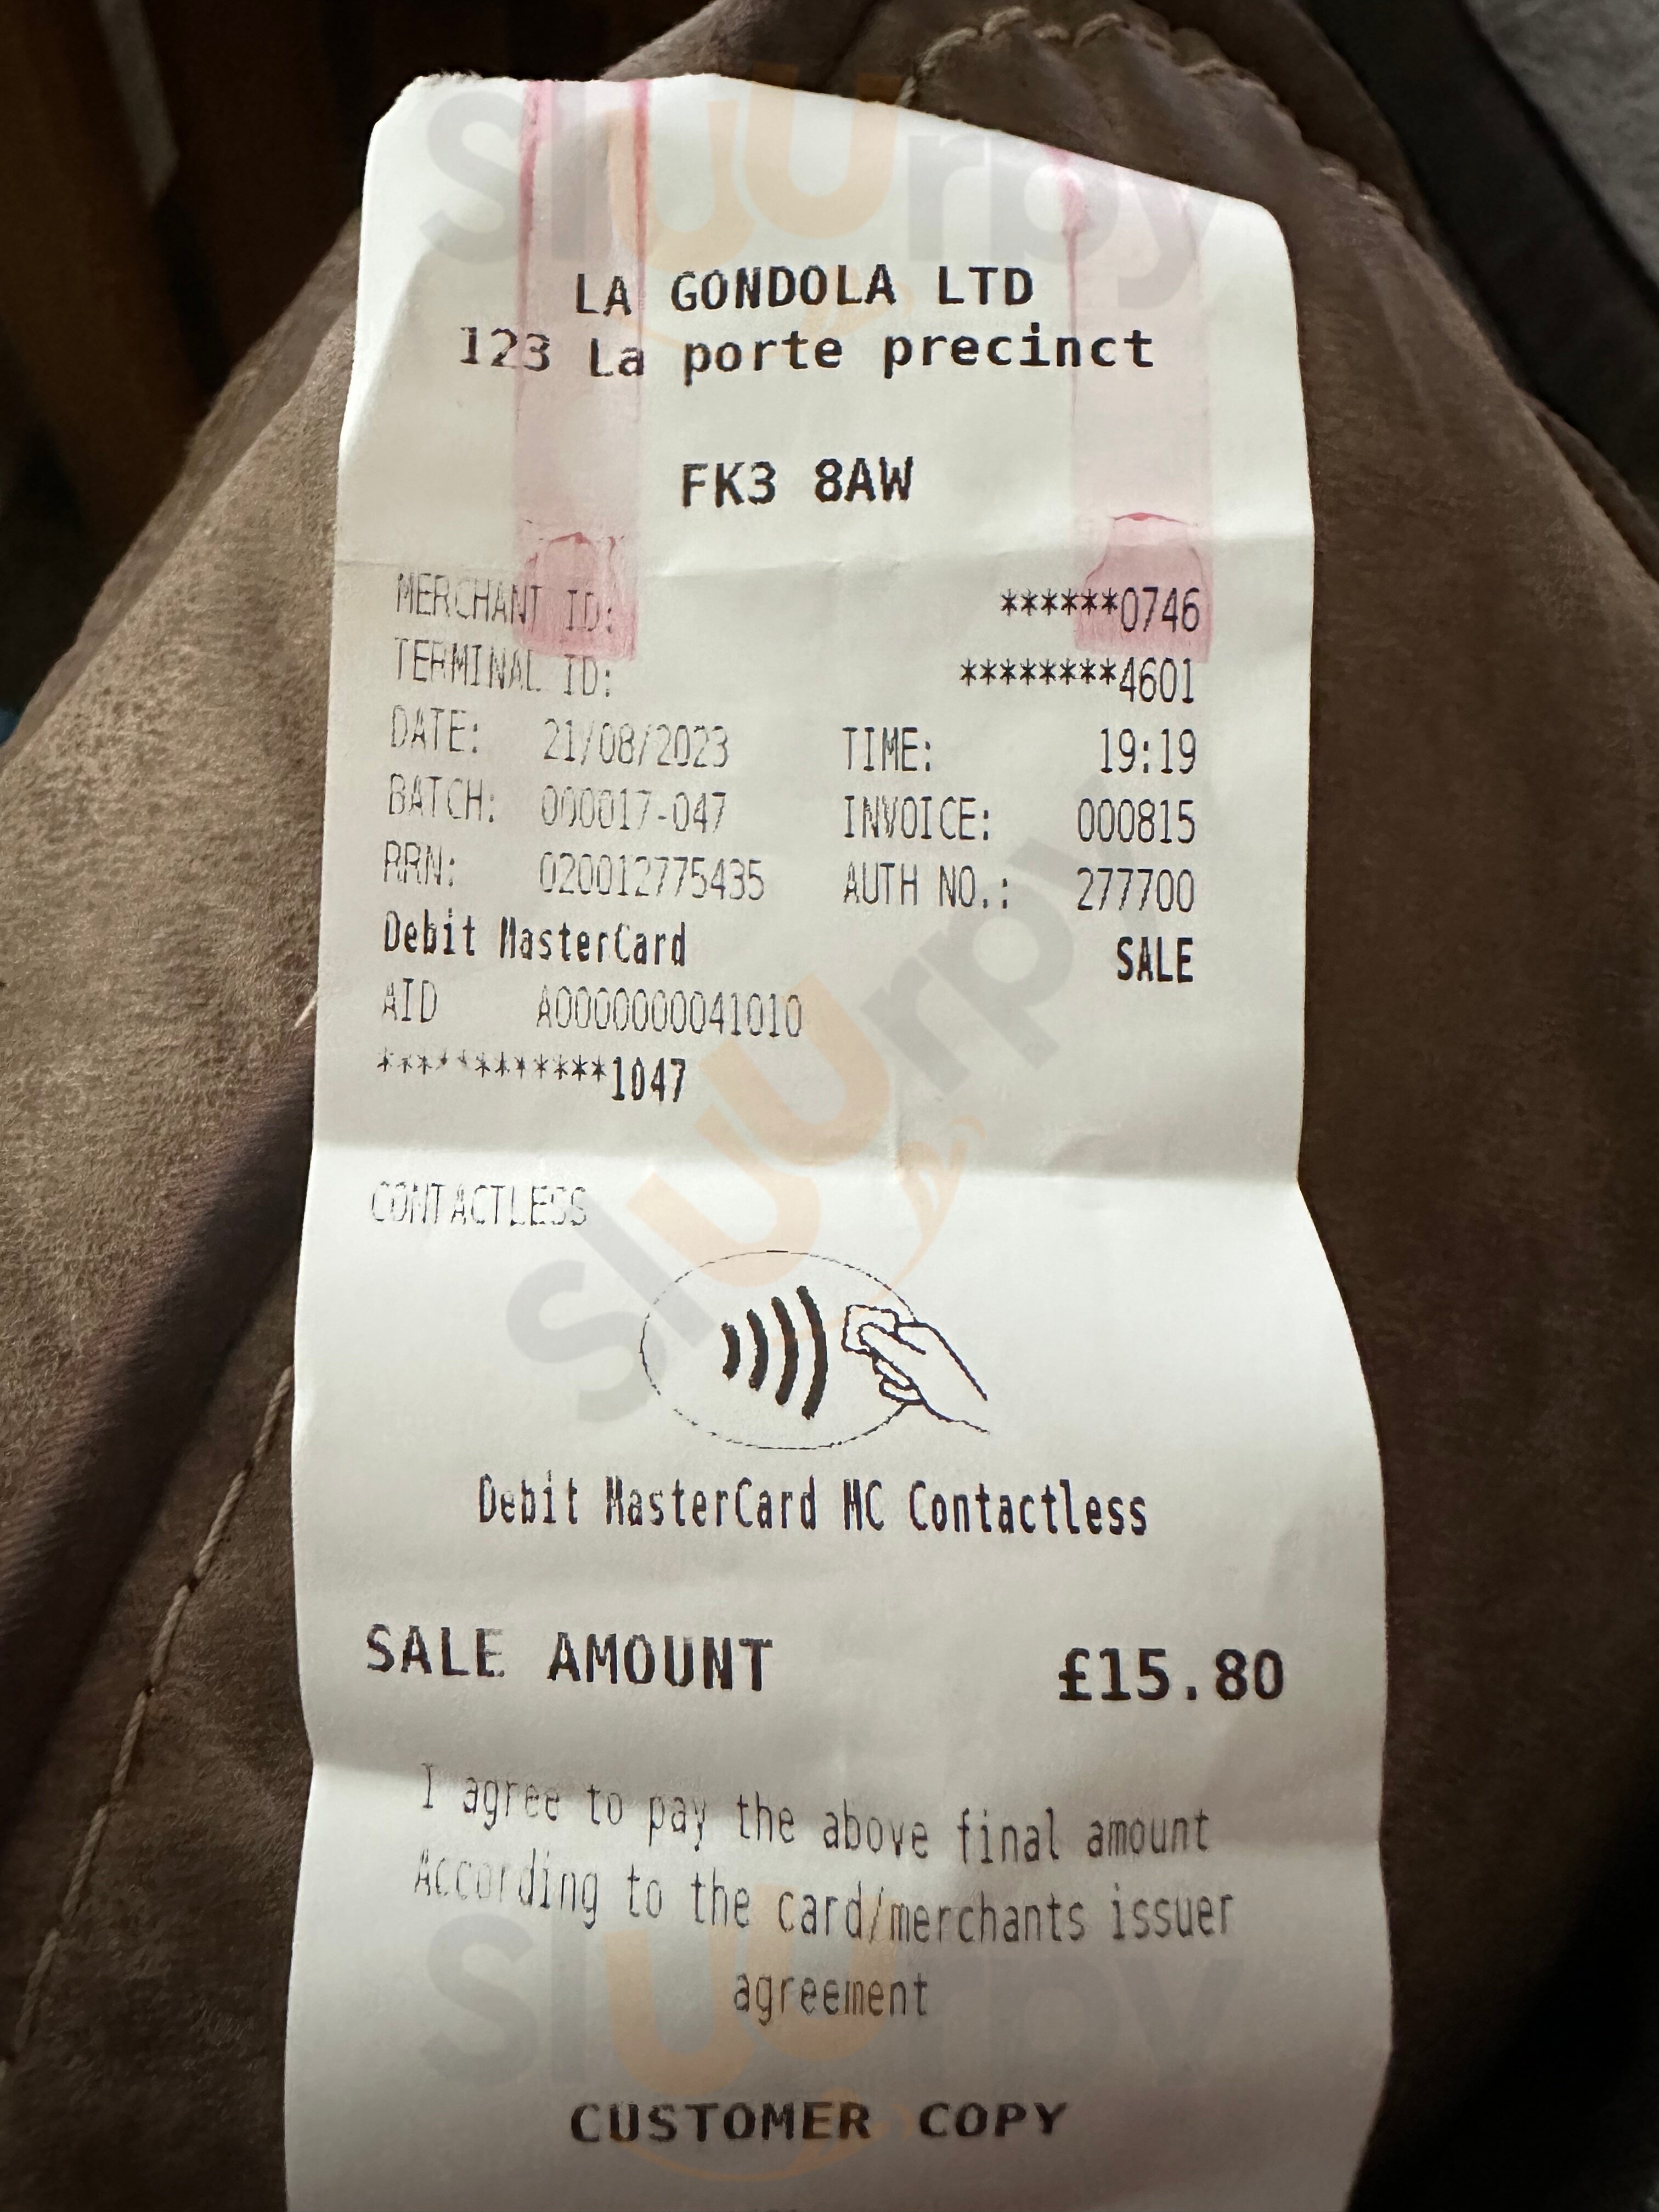 LA GONDOLA LTD
123 La porte precinct
FK3 8AW
MERCHANT ID: ******0746
TERMINAL ID: ********4601
DATE: 21/08/2023 TIME: 19:19
BATCH: 000017-047 INVOICE: 000815
RRN: 020012775435 AUTH NO.: 277700
Debit MasterCard SALE
AID A0000000041010
************1047
CONTACTLESS
Debit MasterCard MC Contactless
SALE AMOUNT £15.80
I agree to pay the above final amount
According to the card/merchants issuer
agreement
CUSTOMER COPY
sluurpy
sluurpy
sluurpy